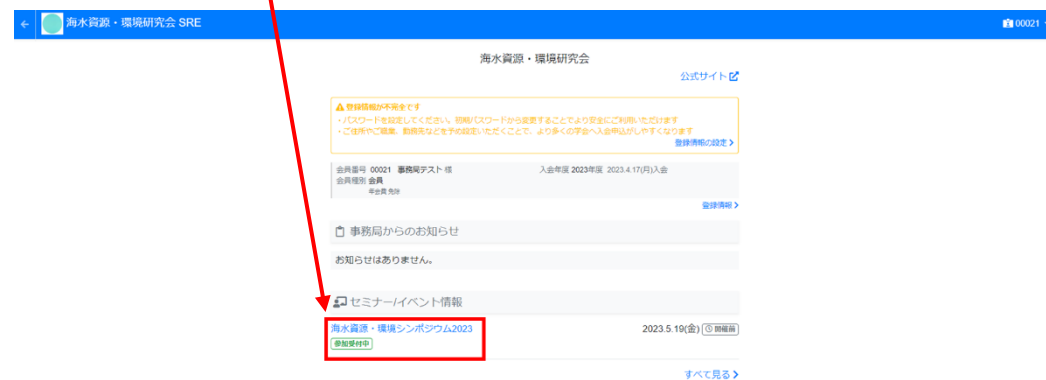 海水資源・環境研究会 SRE
00021
海水資源・環境研究会
公式サイト
登録情報が不完全です
・パスワードを設定してください。初期パスワードから変更することでより安全にご利用いただけます
・ご住所やご職業、勤務先などを予め設定いただくことで、より多くの学会へ入会申込がしやすくなります
登録情報の設定
会員番号 00021 事務局テスト 様
入会年度 2023年度 2023.4.17(月)入会
会員種別 会員
年会費 免除
登録情報
事務局からのお知らせ
お知らせはありません。
セミナー/イベント情報
海水資源・環境シンポジウム2023
2023.5.19(金) 開催前
参加受付中
すべて見る